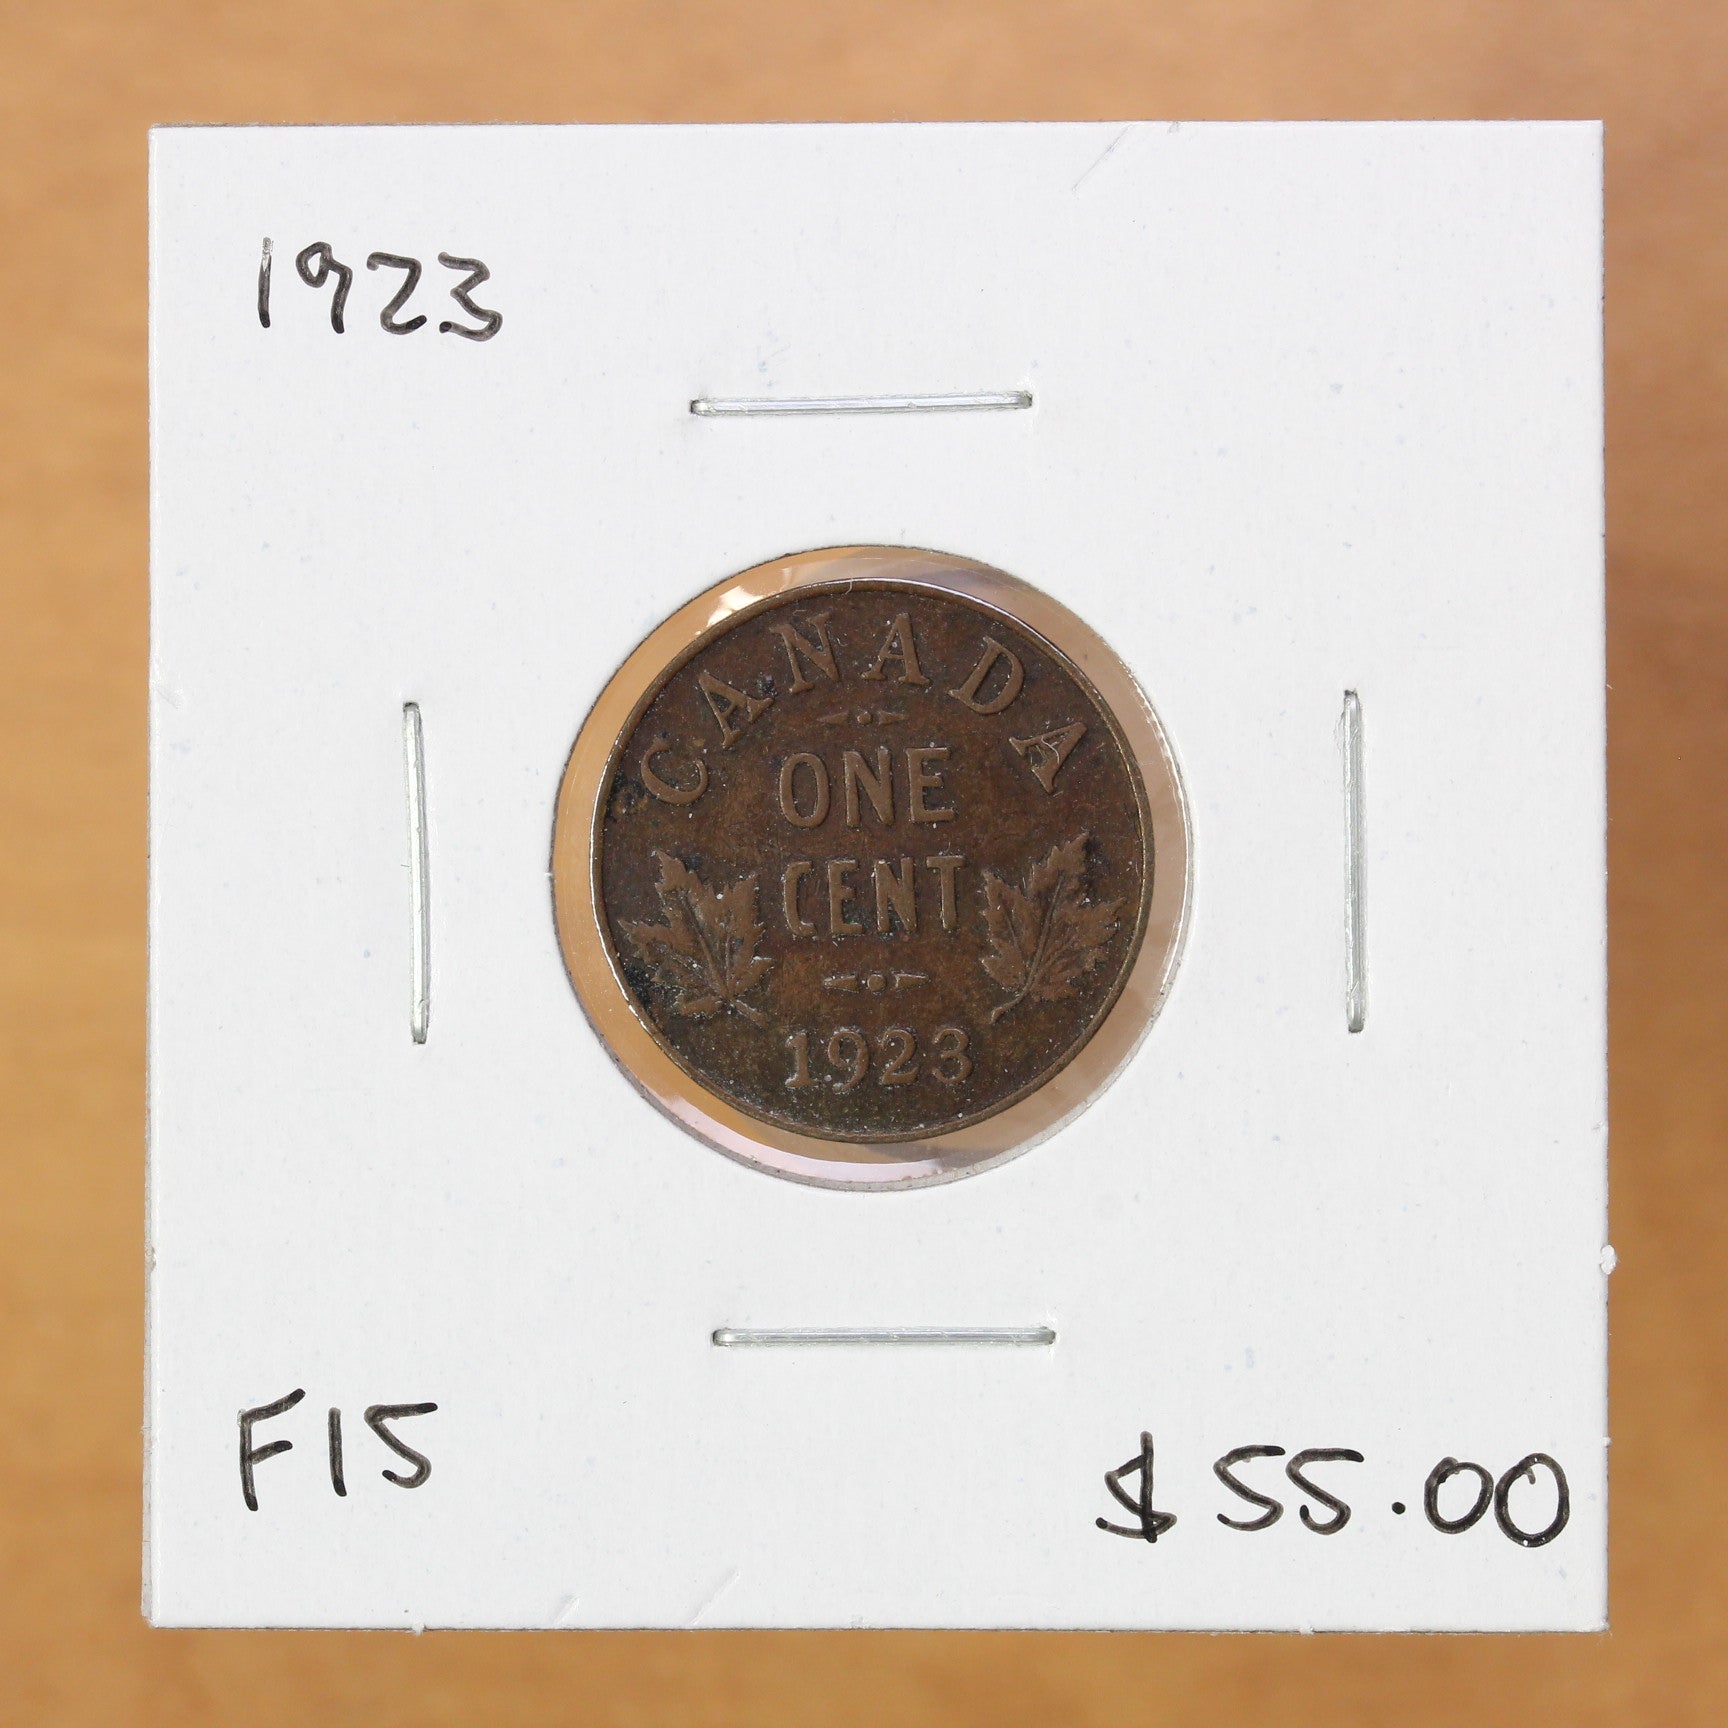 1923
CANADA
ONE
CENT
1923
F15
$55.00